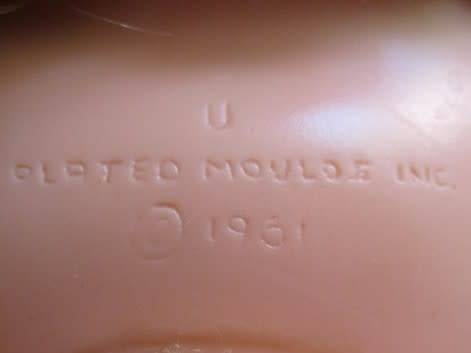 U
PLATED MOULDS INC.
© 1961